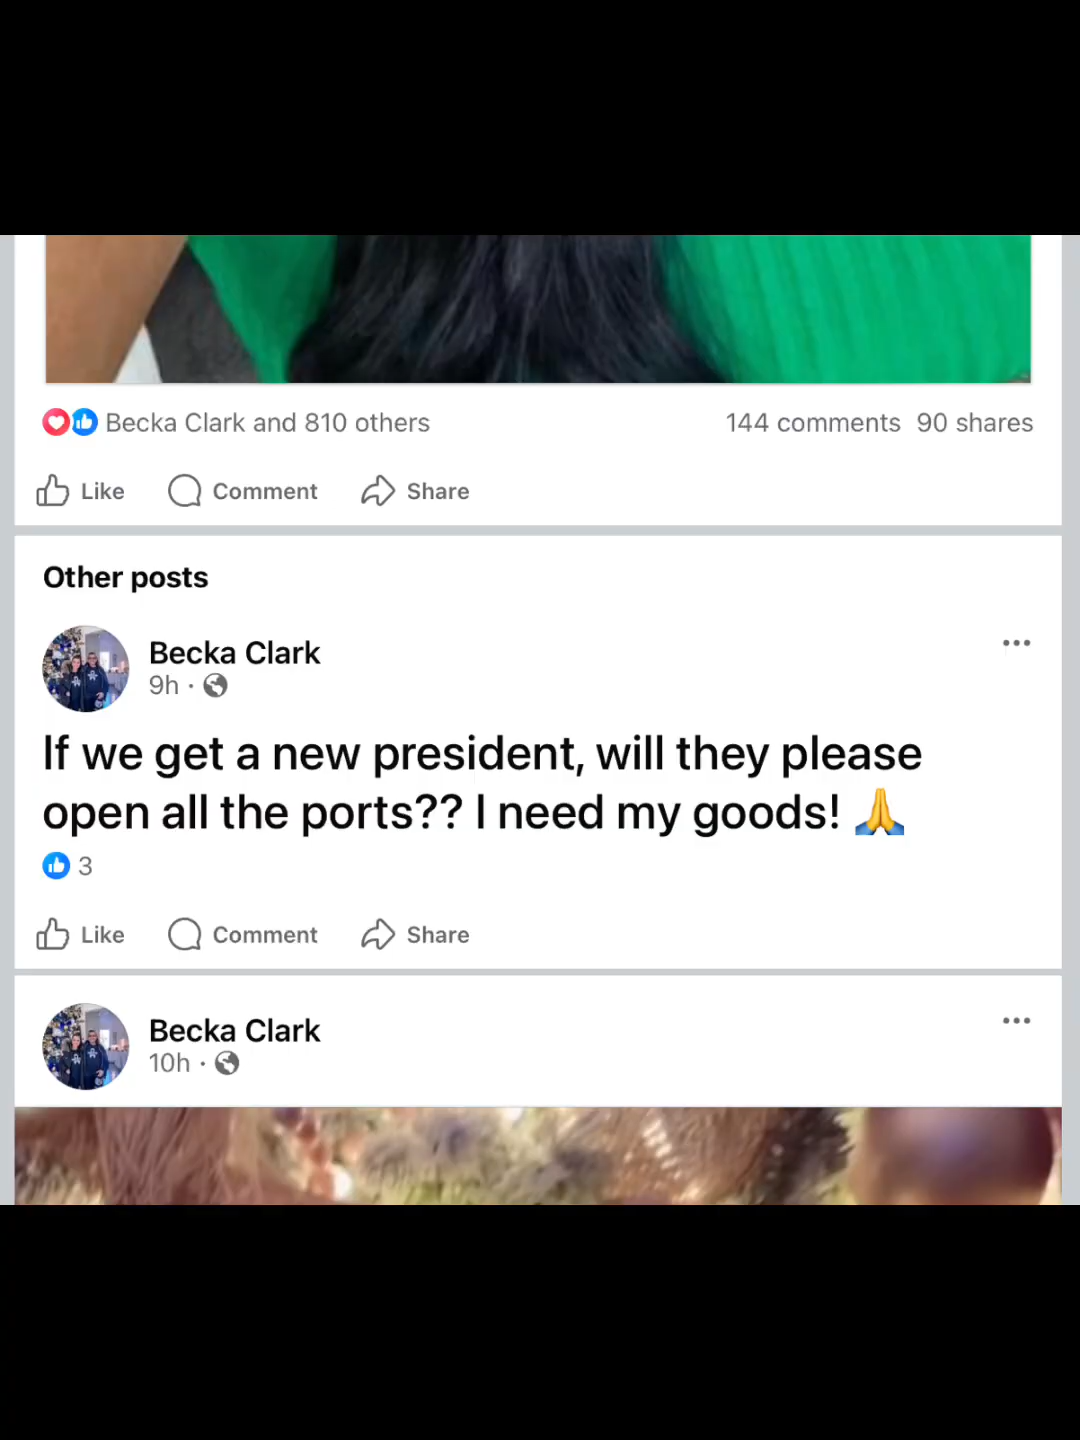 Becka Clark and 810 others 144 comments 90 shares
Like Comment Share
Other posts
Becka Clark
9h ·
If we get a new president, will they please
open all the ports?? I need my goods! 🙏
3
Like Comment Share
Becka Clark
10h ·